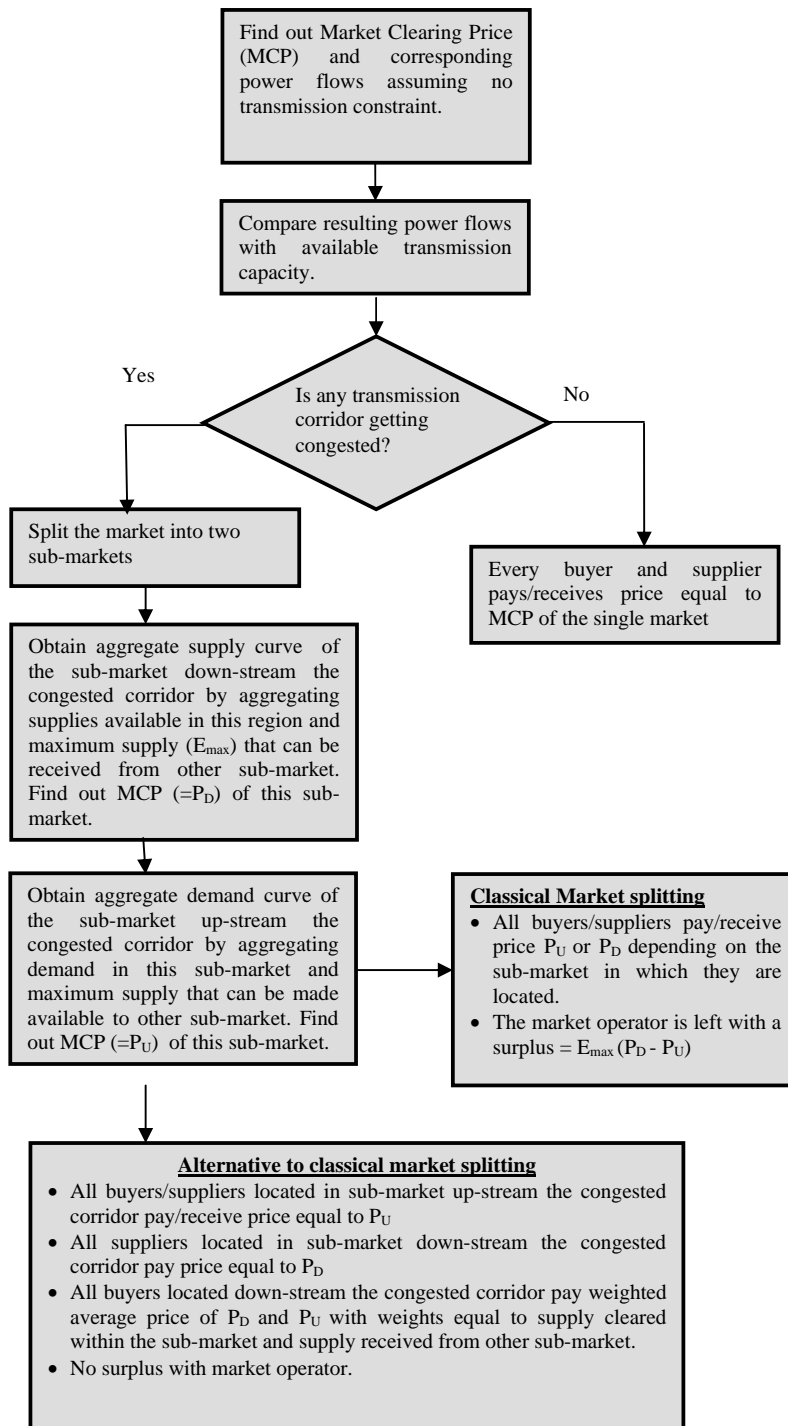 Find out Market Clearing Price
(MCP) and corresponding
power flows assuming no
transmission constraint.
Compare resulting power flows
with available transmission
capacity.
Yes
Is any transmission
corridor getting
congested?
No
Split the market into two
sub-markets
Every buyer and supplier
pays/receives price equal to
MCP of the single market
Obtain aggregate supply curve of
the sub-market down-stream the
congested corridor by aggregating
supplies available in this region and
maximum supply (Emax) that can be
received from other sub-market.
Find out MCP (=PD) of this sub-
market.
Obtain aggregate demand curve of
the sub-market up-stream the
congested corridor by aggregating
demand in this sub-market and
maximum supply that can be made
available to other sub-market. Find
out MCP (=PU) of this sub-market.
Classical Market splitting
• All buyers/suppliers pay/receive
price PU or PD depending on the
sub-market in which they are
located.
• The market operator is left with a
surplus = Emax (PD - PU)
Alternative to classical market splitting
• All buyers/suppliers located in sub-market up-stream the congested
corridor pay/receive price equal to PU
• All suppliers located in sub-market down-stream the congested
corridor pay price equal to PD
• All buyers located down-stream the congested corridor pay weighted
average price of PD and PU with weights equal to supply cleared
within the sub-market and supply received from other sub-market.
• No surplus with market operator.